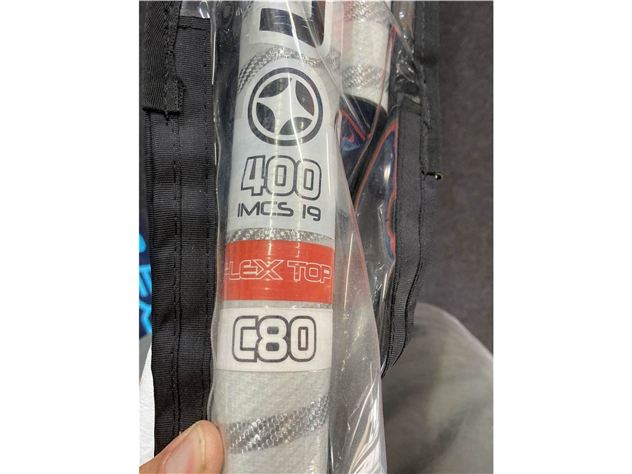 400
IMCS 19
FLEX TOP
C80